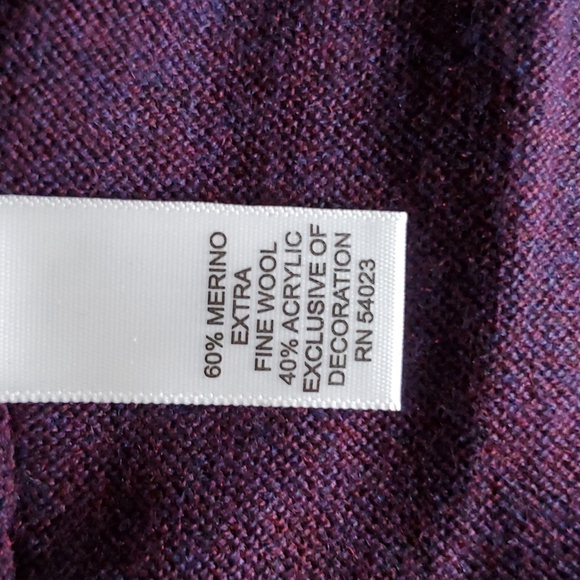 60% MERINO
EXTRA
FINE WOOL
40% ACRYLIC
EXCLUSIVE OF
DECORATION
RN 54023